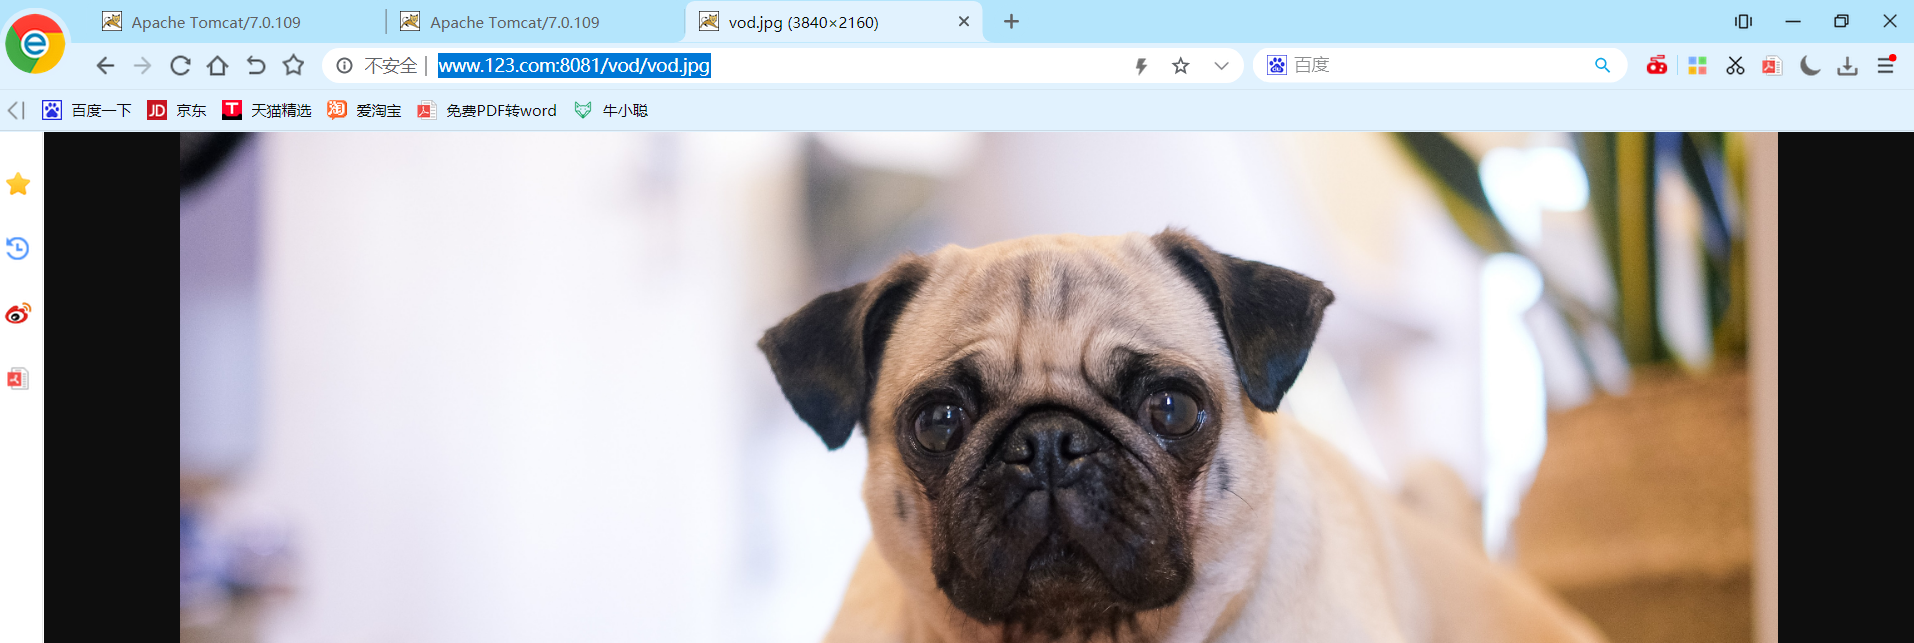 Apache Tomcat/7.0.109
Apache Tomcat/7.0.109
vod.jpg (3840×2160)
不安全 www.123.com:8081/vod/vod.jpg
百度
百度一下
JD 京东
T 天猫精选
淘 爱淘宝
免费PDF转word
牛小聪